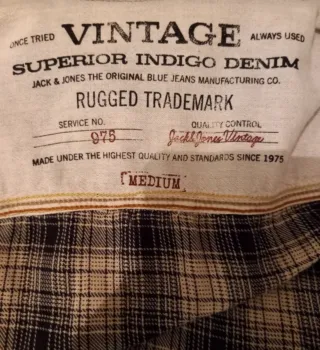 ONCE TRIED VINTAGE ALWAYS USED
SUPERIOR INDIGO DENIM
JACK & JONES THE ORIGINAL BLUE JEANS MANUFACTURING CO.
RUGGED TRADEMARK
SERVICE NO. QUALITY CONTROL
975 Jack&Jones Vintage
MADE UNDER THE HIGHEST QUALITY AND STANDARDS SINCE 1975
[MEDIUM]